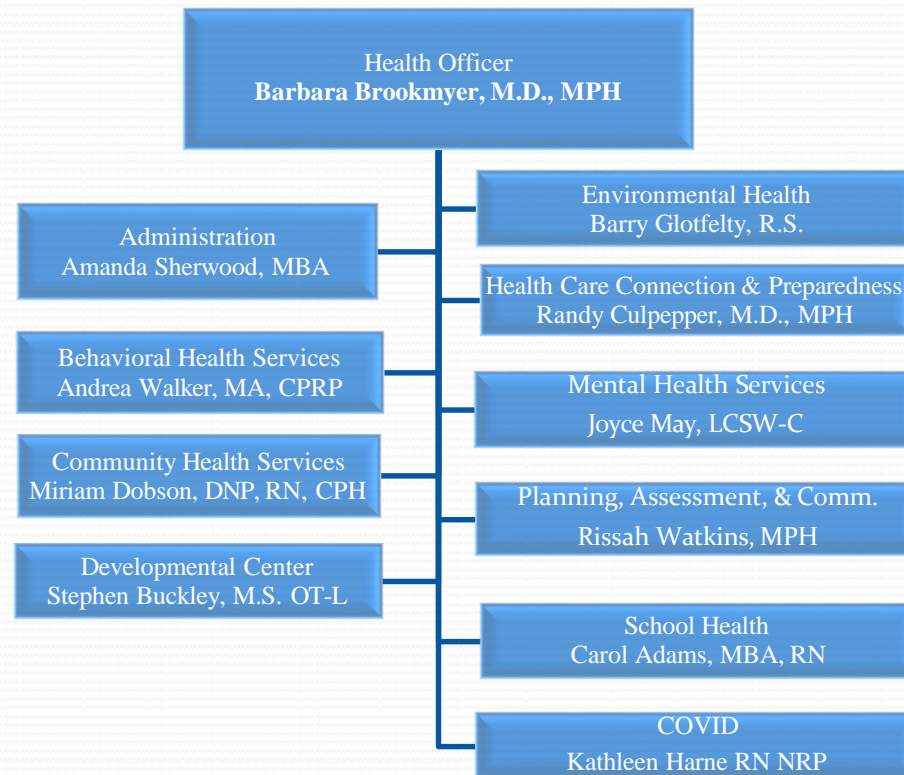 Health Officer
Barbara Brookmyer, M.D., MPH
Administration
Amanda Sherwood, MBA
Behavioral Health Services
Andrea Walker, MA, CPRP
Community Health Services
Miriam Dobson, DNP, RN, CPH
Developmental Center
Stephen Buckley, M.S. OT-L
Environmental Health
Barry Glotfelty, R.S.
Health Care Connection & Preparedness
Randy Culpepper, M.D., MPH
Mental Health Services
Joyce May, LCSW-C
Planning, Assessment, & Comm.
Rissah Watkins, MPH
School Health
Carol Adams, MBA, RN
COVID
Kathleen Harne RN NRP